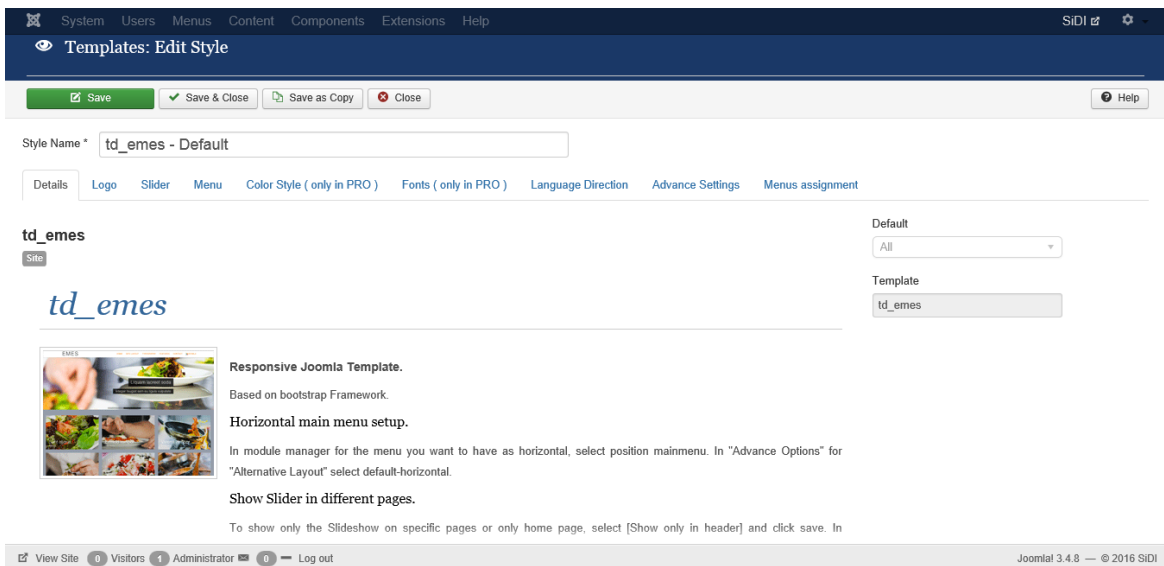 System Users Menus Content Components Extensions Help SiDI
Templates: Edit Style
Save Save & Close Save as Copy Close Help
Style Name * td_emes - Default
Details Logo Slider Menu Color Style ( only in PRO ) Fonts ( only in PRO ) Language Direction Advance Settings Menus assignment
Default
td_emes
All
Site
Template
td_emes
td_emes
EMES
Responsive Joomla Template.
Based on bootstrap Framework.
Horizontal main menu setup.
In module manager for the menu you want to have as horizontal, select position mainmenu. In "Advance Options" for
"Alternative Layout" select default-horizontal.
Show Slider in different pages.
To show only the Slideshow on specific pages or only home page, select [Show only in header] and click save. In
View Site 0 Visitors 1 Administrator 0 Log out Joomla! 3.4.8 — © 2016 SiDI